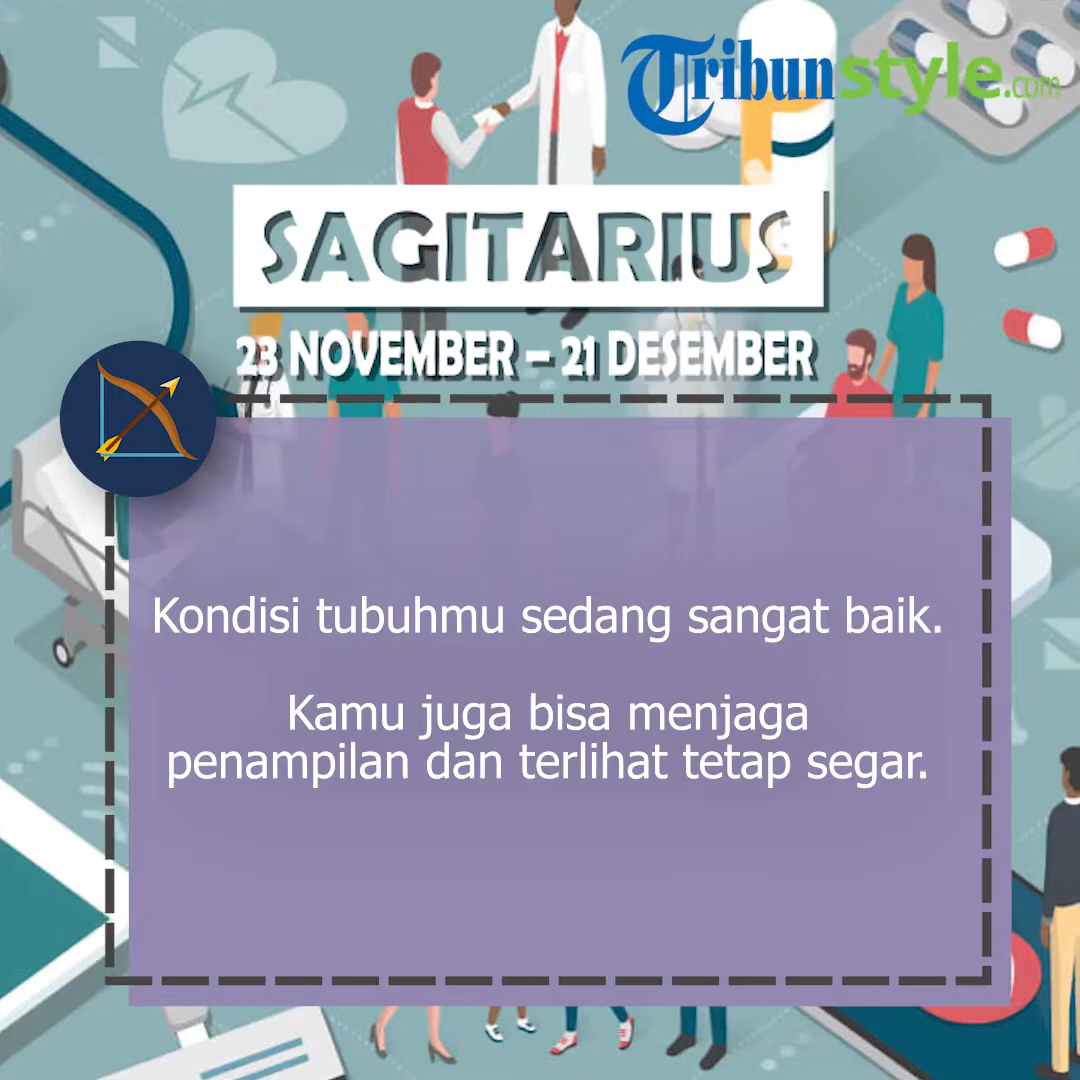 Tribunstyle.com
SAGITARIUS
23 NOVEMBER – 21 DESEMBER
Kondisi tubuhmu sedang sangat baik.
Kamu juga bisa menjaga
penampilan dan terlihat tetap segar.